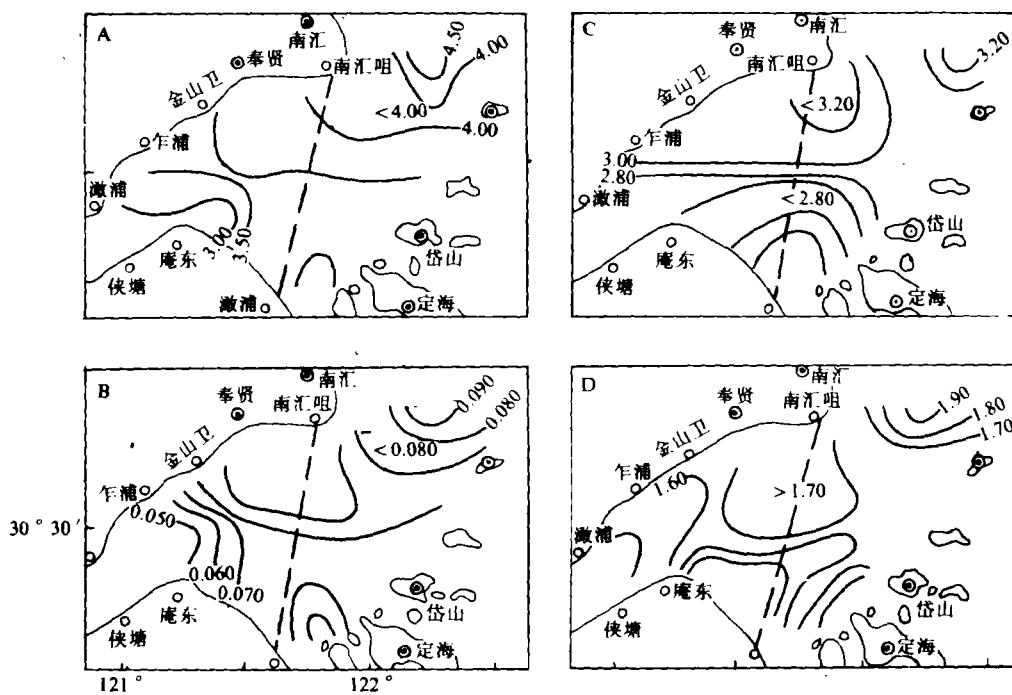 A
南汇
4.50
4.00
奉贤
南汇咀
金山卫
<4.00
4.00
乍浦
澉浦
3.00
3.50
庵东
侠塘
岱山
澉浦
定海
C
南汇
奉贤
3.20
南汇咀
金山卫
<3.20
乍浦
3.00
2.80
澉浦
<2.80
岱山
庵东
侠塘
定海
B
南汇
奉贤
0.090
0.080
南汇咀
金山卫
<0.080
乍浦
0.050
30° 30′
0.060
0.070
庵东
岱山
侠塘
定海
121°
122°
D
南汇
奉贤
1.90
1.80
1.70
南汇咀
金山卫
1.60
乍浦
>1.70
澉浦
庵东
岱山
侠塘
定海